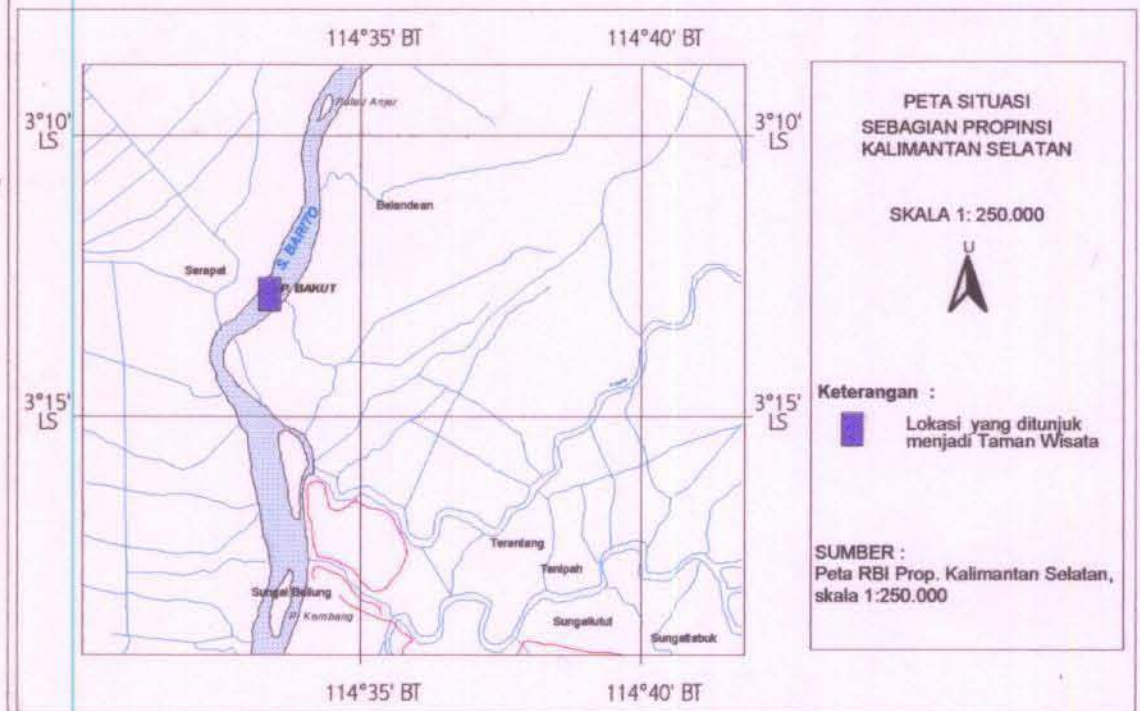 114°35' BT 114°40' BT
3°10' LS
3°10' LS
Pulau Anjer
Belandean
S. BARITO
Serapat
P. BAKUT
3°15' LS
3°15' LS
Terantang
Tanipah
Sungai
P. Kembang
Sungailutut
Sungaitabuk
114°35' BT 114°40' BT
PETA SITUASI
SEBAGIAN PROPINSI
KALIMANTAN SELATAN
SKALA 1: 250.000
U
Keterangan :
Lokasi yang ditunjuk
menjadi Taman Wisata
SUMBER :
Peta RBI Prop. Kalimantan Selatan,
skala 1:250.000